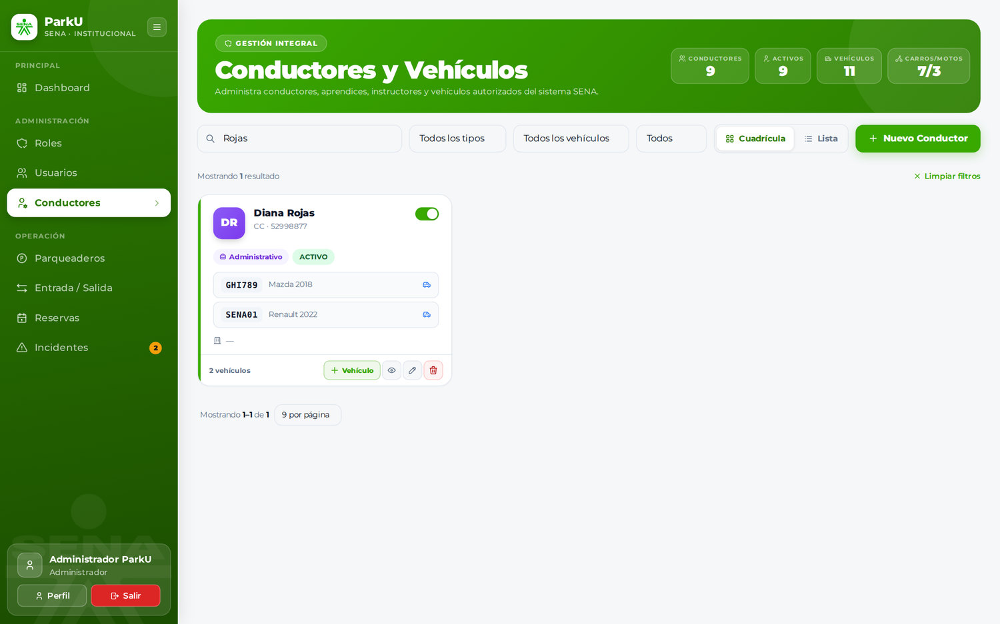 SENA
ParkU
SENA · INSTITUCIONAL
PRINCIPAL
Dashboard
ADMINISTRACIÓN
Roles
Usuarios
Conductores
OPERACIÓN
Parqueaderos
Entrada / Salida
Reservas
Incidentes
2
SENA
Administrador ParkU
Administrador
Perfil
Salir
GESTIÓN INTEGRAL
Conductores y Vehículos
Administra conductores, aprendices, instructores y vehículos autorizados del sistema SENA.
CONDUCTORES
9
ACTIVOS
9
VEHÍCULOS
11
CARROS/MOTOS
7/3
Rojas
Todos los tipos
Todos los vehículos
Todos
Cuadrícula
Lista
+ Nuevo Conductor
Mostrando 1 resultado
× Limpiar filtros
DR
Diana Rojas
CC · 52998877
Administrativo
ACTIVO
GHI789 Mazda 2018
SENA01 Renault 2022
—
2 vehículos
+ Vehículo
Mostrando 1–1 de 1
9 por página